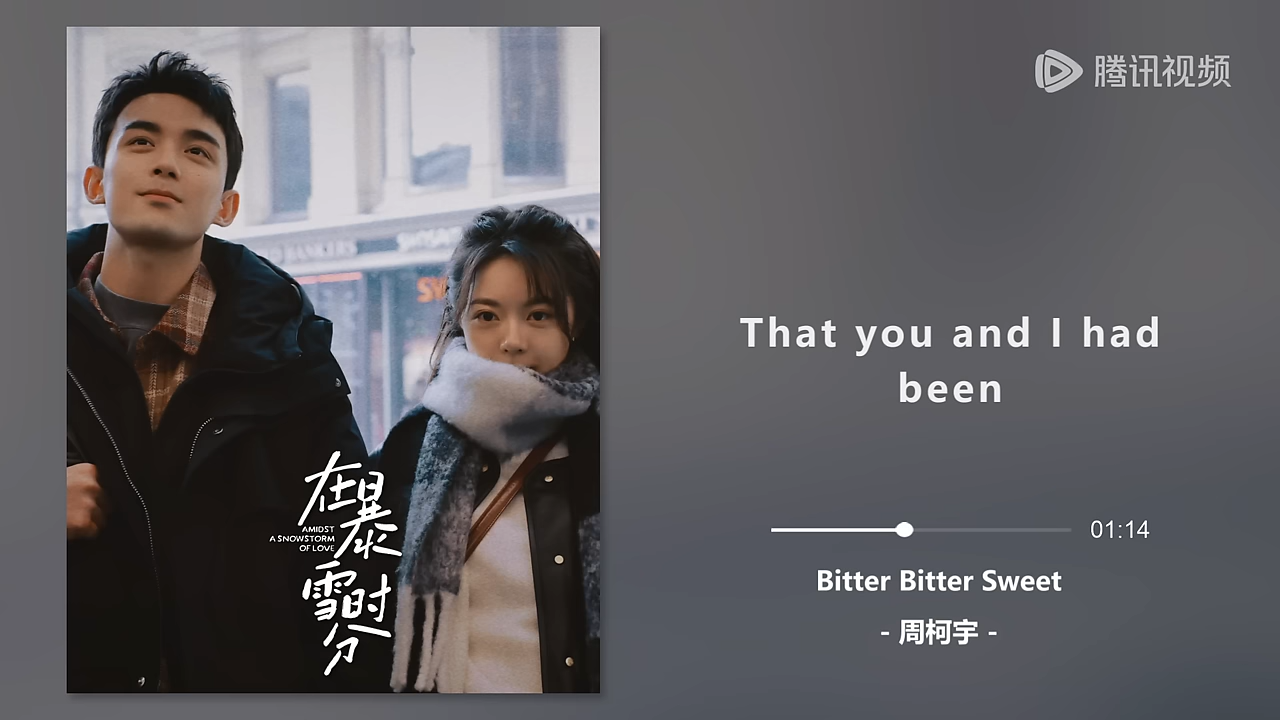 腾讯视频
That you and I had
been
在暴
AMIDST
A SNOWSTORM
OF LOVE
雪时
分
01:14
Bitter Bitter Sweet
- 周柯宇 -